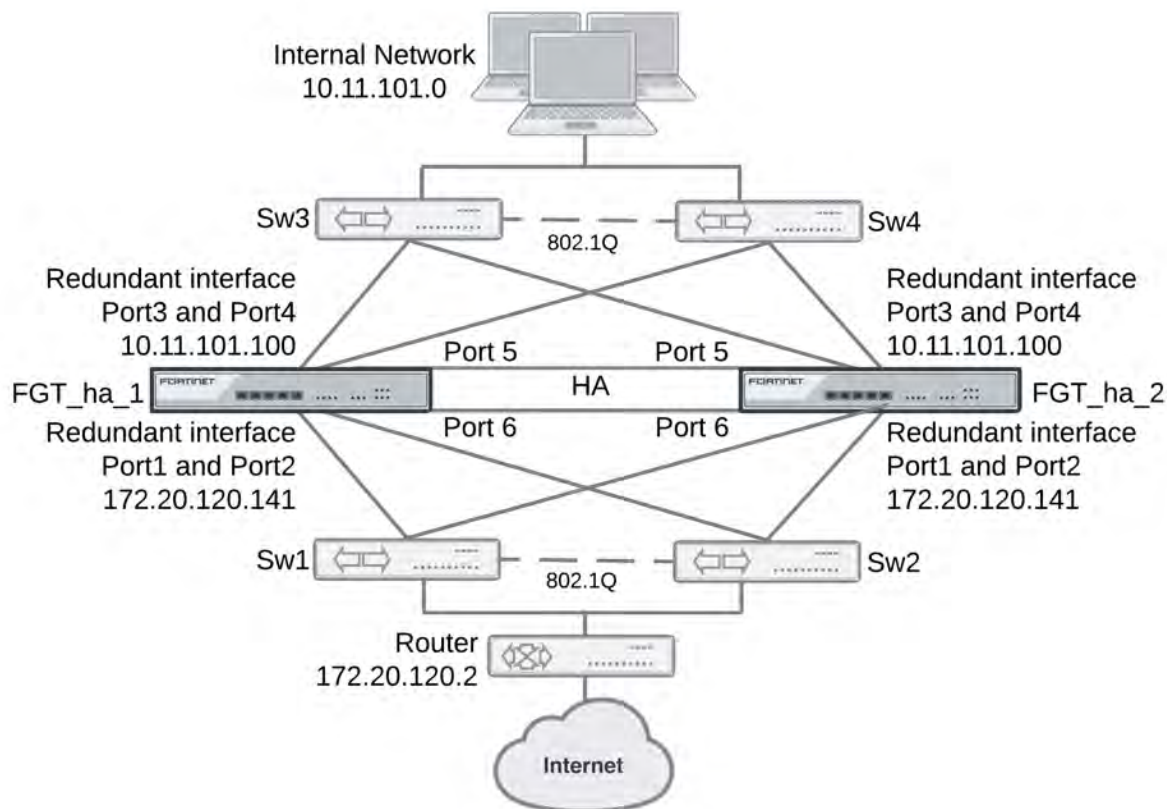 Internal Network
10.11.101.0
Sw3
Sw4
802.1Q
Redundant interface
Port3 and Port4
10.11.101.100
Redundant interface
Port3 and Port4
10.11.101.100
Port 5
Port 5
FORTINET
HA
FORTINET
FGT_ha_1
FGT_ha_2
Port 6
Port 6
Redundant interface
Port1 and Port2
172.20.120.141
Redundant interface
Port1 and Port2
172.20.120.141
Sw1
Sw2
802.1Q
Router
172.20.120.2
Internet